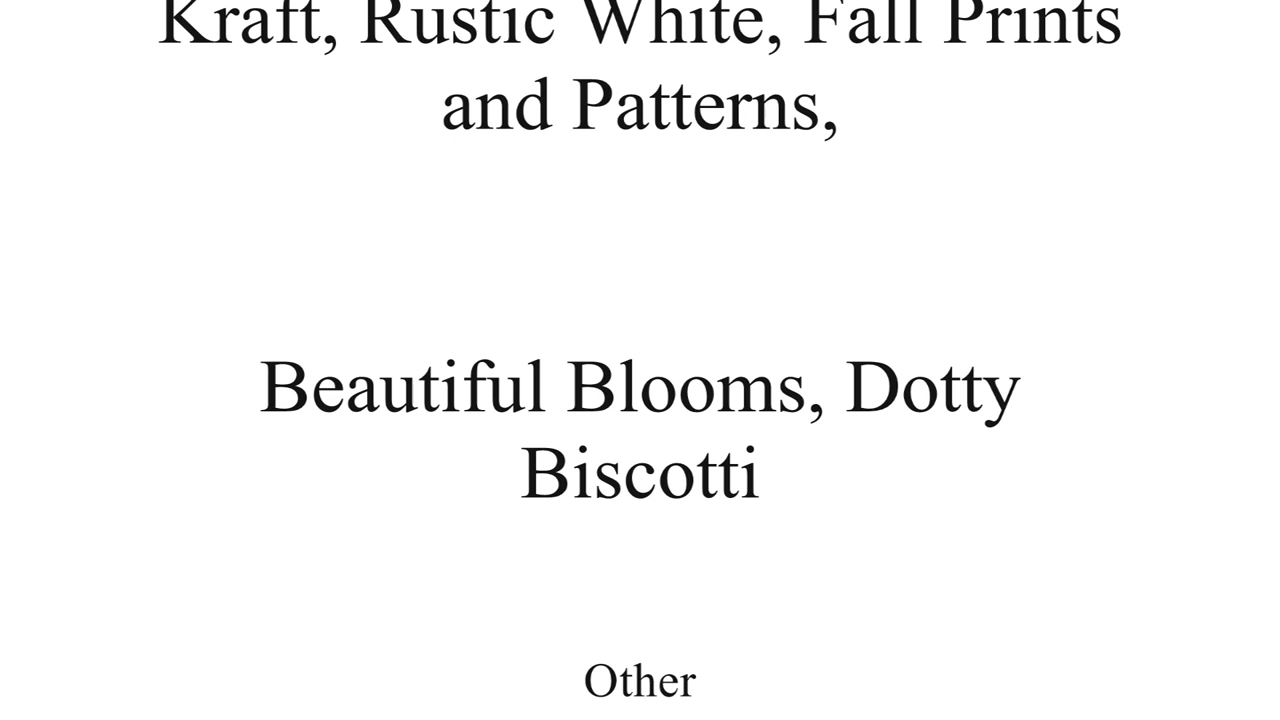 Kraft, Rustic White, Fall Prints
and Patterns,
Beautiful Blooms, Dotty
Biscotti
Other